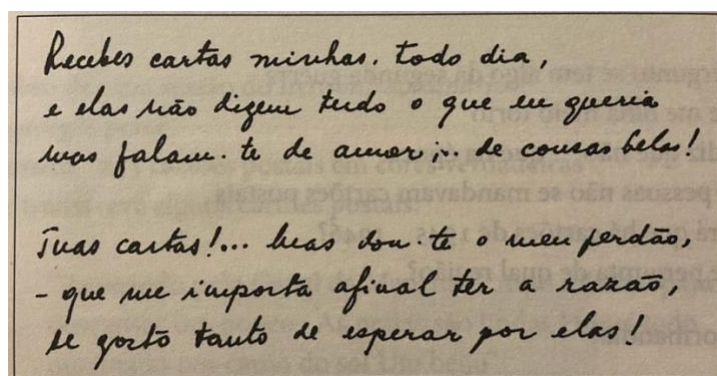 Recebes cartas minhas. todo dia,
e elas não dizem tudo o que eu queria
mas falam. te de amor;.. de cousas belas!
Tuas cartas!... mas dou. te o meu perdão,
- que me importa afinal ter a razão,
se gosto tanto de esperar por elas!